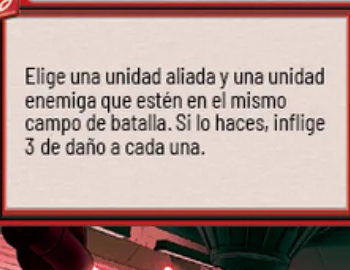 Elige una unidad aliada y una unidad
enemiga que estén en el mismo
campo de batalla. Si lo haces, inflige
3 de daño a cada una.